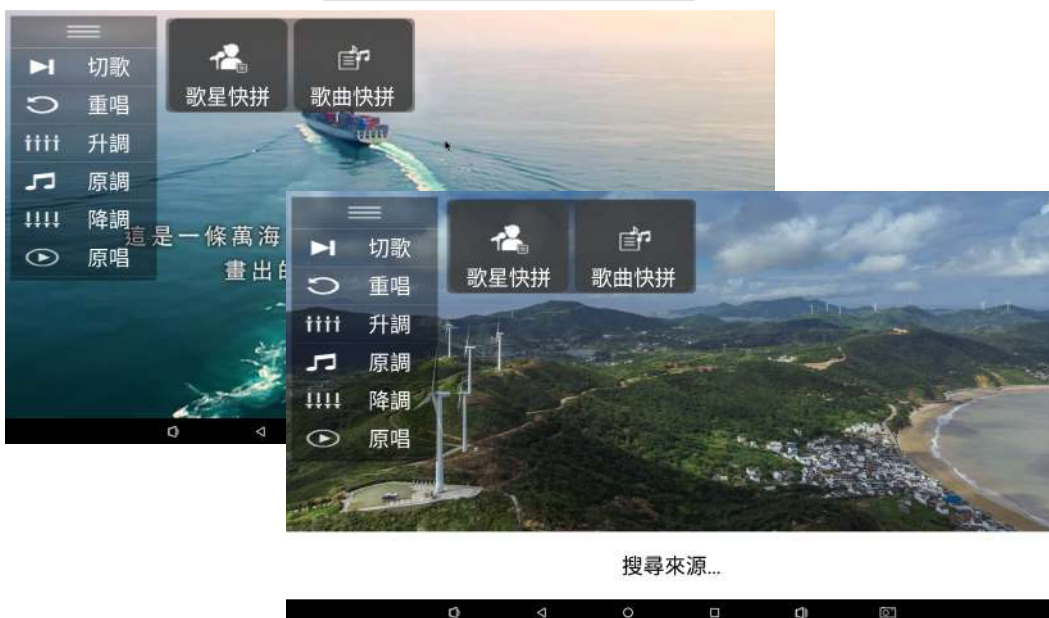 切歌
重唱
升調
原調
降調
原唱
歌星快拼
歌曲快拼
這是一條萬海
畫出
切歌
重唱
升調
原調
降調
原唱
歌星快拼
歌曲快拼
搜尋來源...